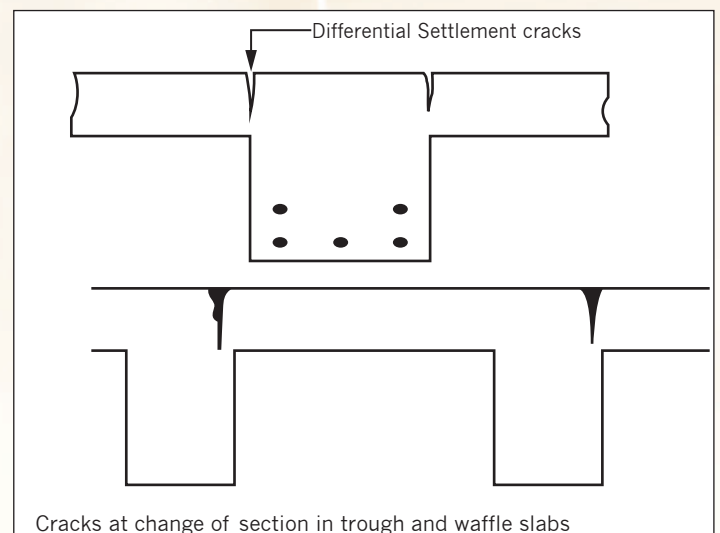 Differential Settlement cracks
Cracks at change of section in trough and waffle slabs